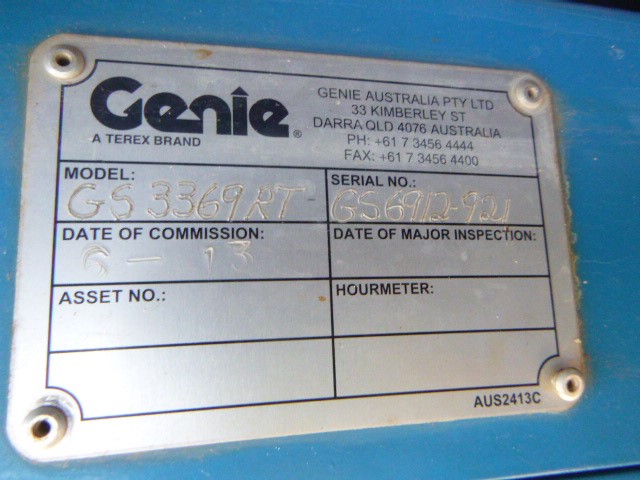 Genie®
A TEREX BRAND
GENIE AUSTRALIA PTY LTD
33 KIMBERLEY ST
DARRA QLD 4076 AUSTRALIA
PH: +61 7 3456 4444
FAX: +61 7 3456 4400
MODEL:
GS3369RT
SERIAL NO.:
GS6912-921
DATE OF COMMISSION:
6-13
DATE OF MAJOR INSPECTION:
ASSET NO.:
HOURMETER:
AUS2413C